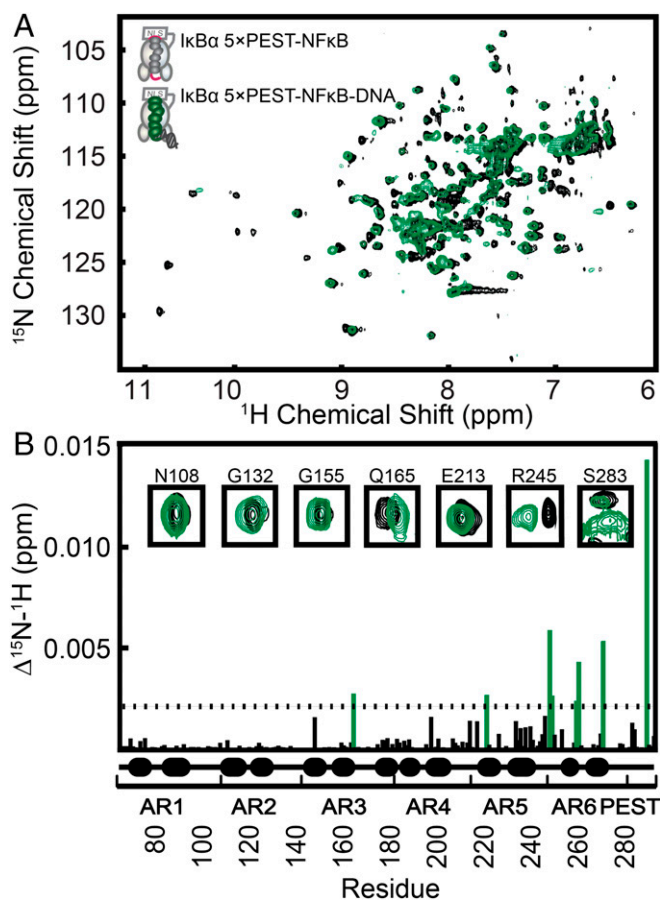 A
NLS IκBα 5×PEST-NFκB
NLS IκBα 5×PEST-NFκB-DNA
105
110
115
120
125
130
¹⁵N Chemical Shift (ppm)
11 10 9 8 7 6
¹H Chemical Shift (ppm)
B
0.015
0.010
0.005
Δ¹⁵N-¹H (ppm)
N108 G132 G155 Q165 E213 R245 S283
AR1 AR2 AR3 AR4 AR5 AR6 PEST
80 100 120 140 160 180 200 220 240 260 280
Residue